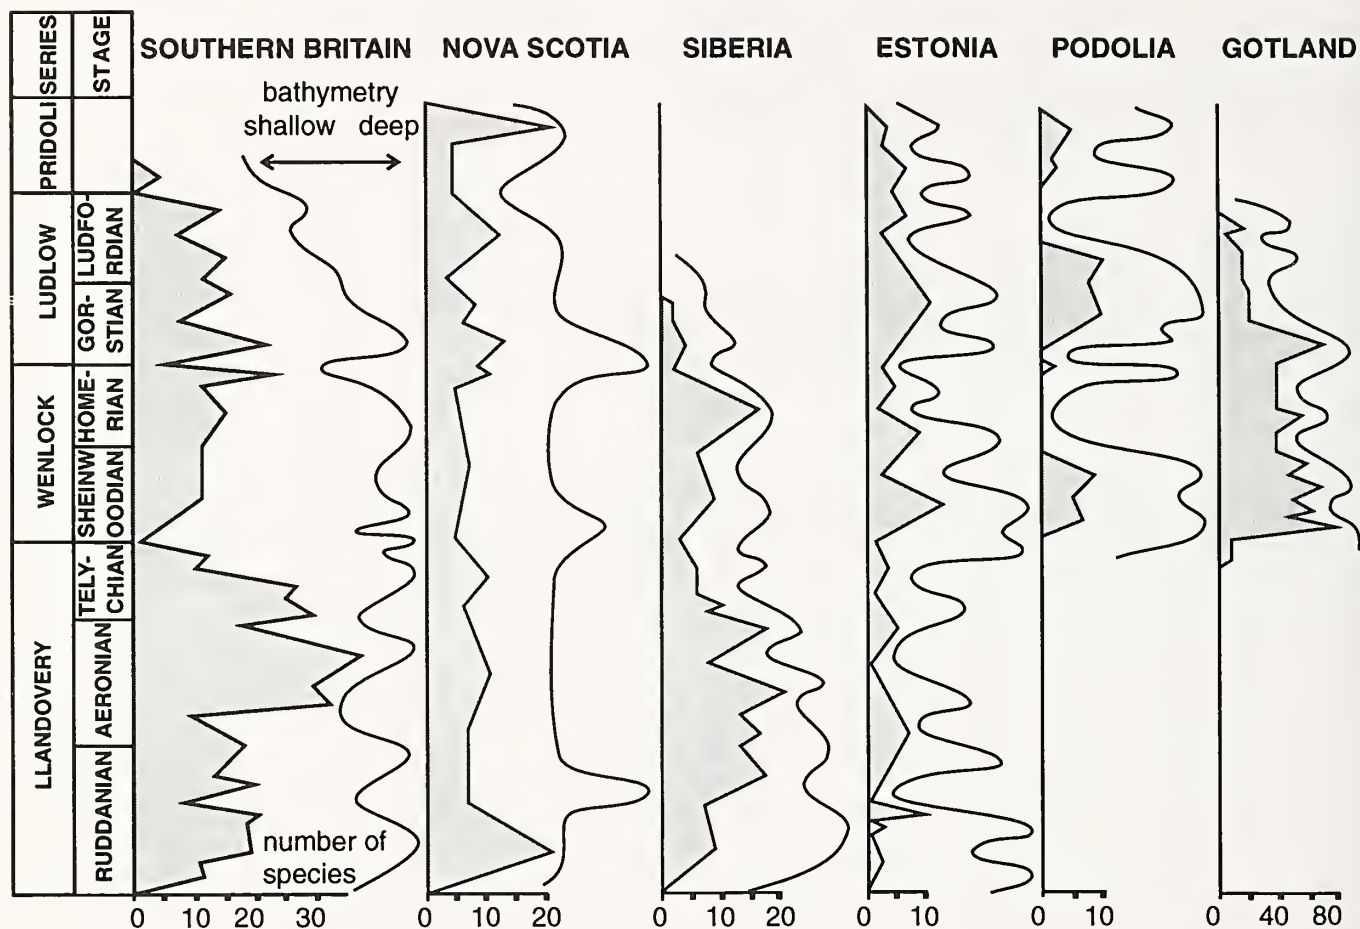 SERIES
STAGE
SOUTHERN BRITAIN
NOVA SCOTIA
SIBERIA
ESTONIA
PODOLIA
GOTLAND
bathymetry
shallow deep
PRIDOLI
LUDLOW
LUDFO-
RDIAN
GOR-
STIAN
WENLOCK
HOME-
RIAN
SHEINW
OODIAN
LLANDOVERY
TELY-
CHIAN
AERONIAN
RUDDANIAN
number of
species
0 10 20 30
0 10 20
0 10 20
0 10
0 10
0 40 80